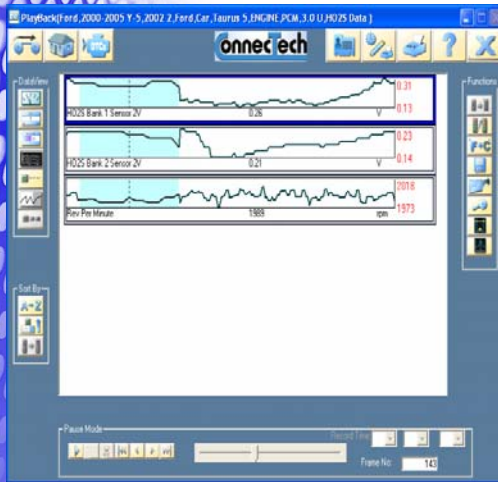 PlayBack(Ford,2000-2005 Y-5,2002 2,Ford,Car,Taurus 5,ENGINE,PCM,3.0 U,HO2S Data )
DTCs
onnecTech
DataView
Functions
HO2S Bank 1 Sensor 2V 0.26 V
0.31
0.13
HO2S Bank 2 Sensor 2V 0.21 V
0.23
0.14
Rev Per Minute 1989 rpm
2018
1973
F+C
Sort By
A→Z
Pause Mode
Record Time
Frame No: 143